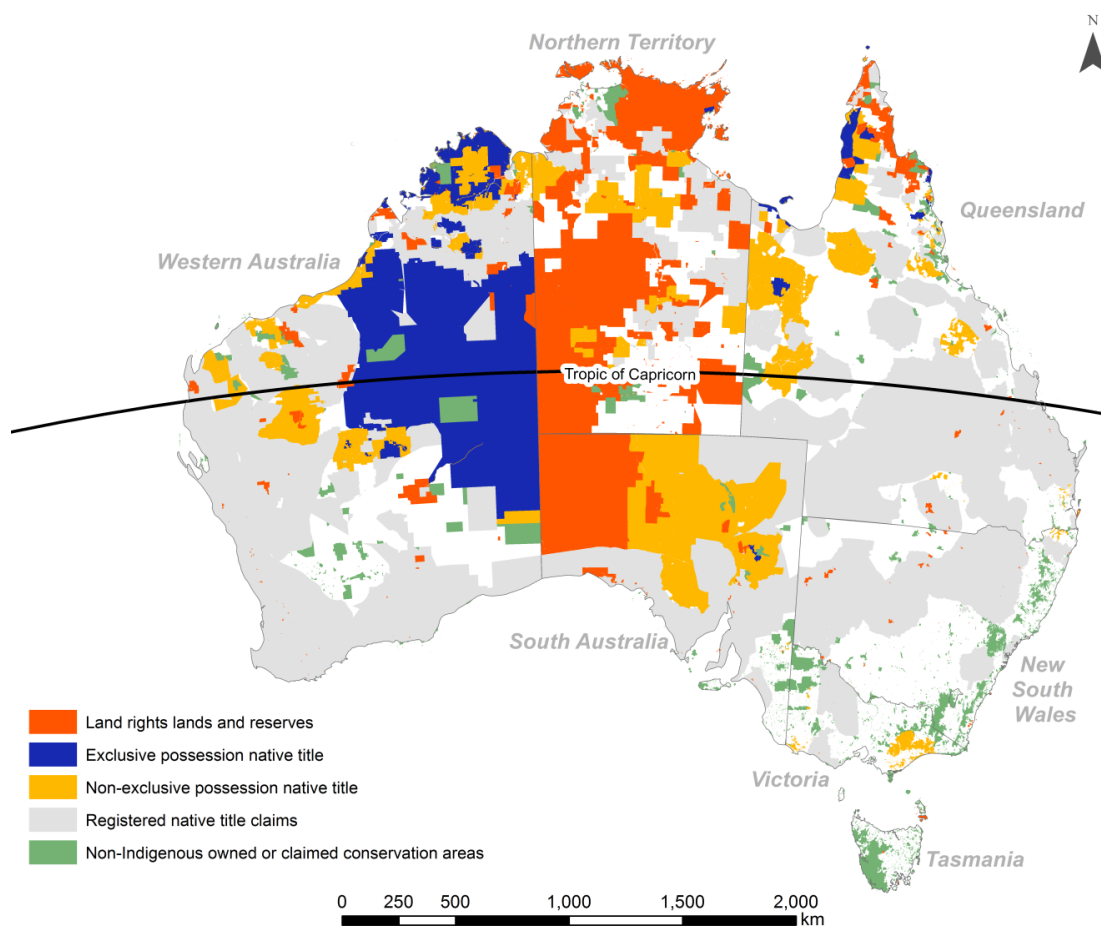 N
Northern Territory
Queensland
Western Australia
Tropic of Capricorn
South Australia
New
South
Wales
Victoria
Tasmania
Land rights lands and reserves
Exclusive possession native title
Non-exclusive possession native title
Registered native title claims
Non-Indigenous owned or claimed conservation areas
0 250 500 1,000 1,500 2,000
km